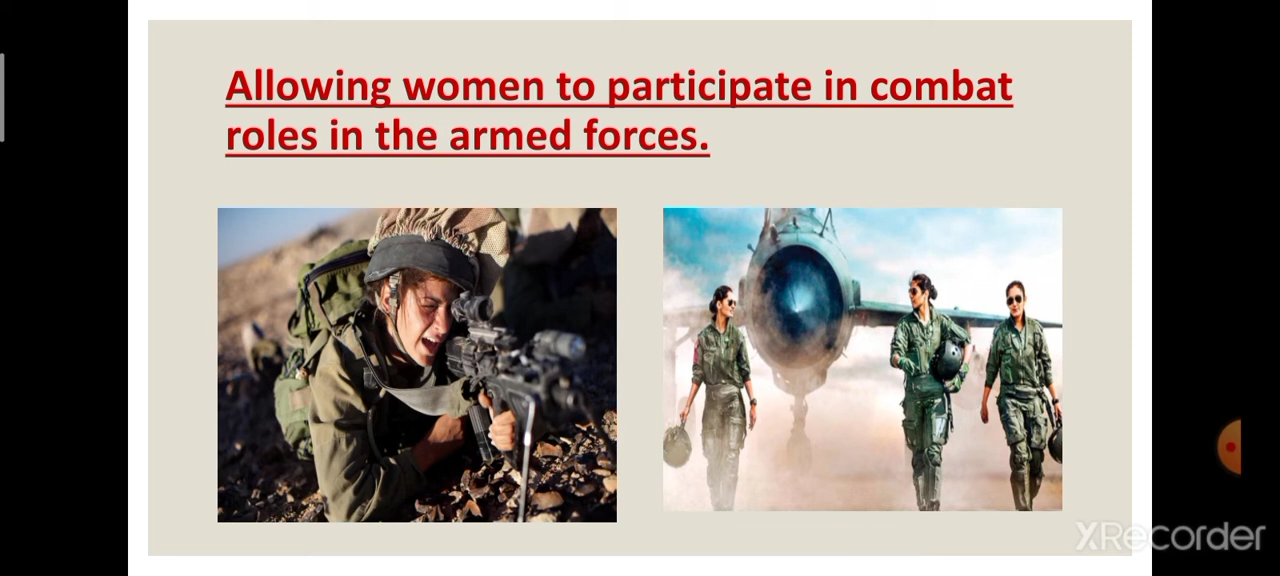 Allowing women to participate in combat
roles in the armed forces.
XRecorder